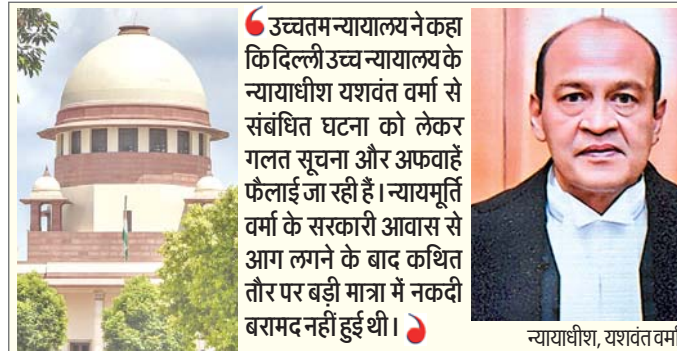 उच्चतम न्यायालय ने कहा
कि दिल्ली उच्च न्यायालय के
न्यायाधीश यशवंत वर्मा से
संबंधित घटना को लेकर
गलत सूचना और अफवाहें
फैलाई जा रही हैं। न्यायमूर्ति
वर्मा के सरकारी आवास से
आग लगने के बाद कथित
तौर पर बड़ी मात्रा में नकदी
बरामद नहीं हुई थी।
न्यायाधीश, यशवंत वर्मा